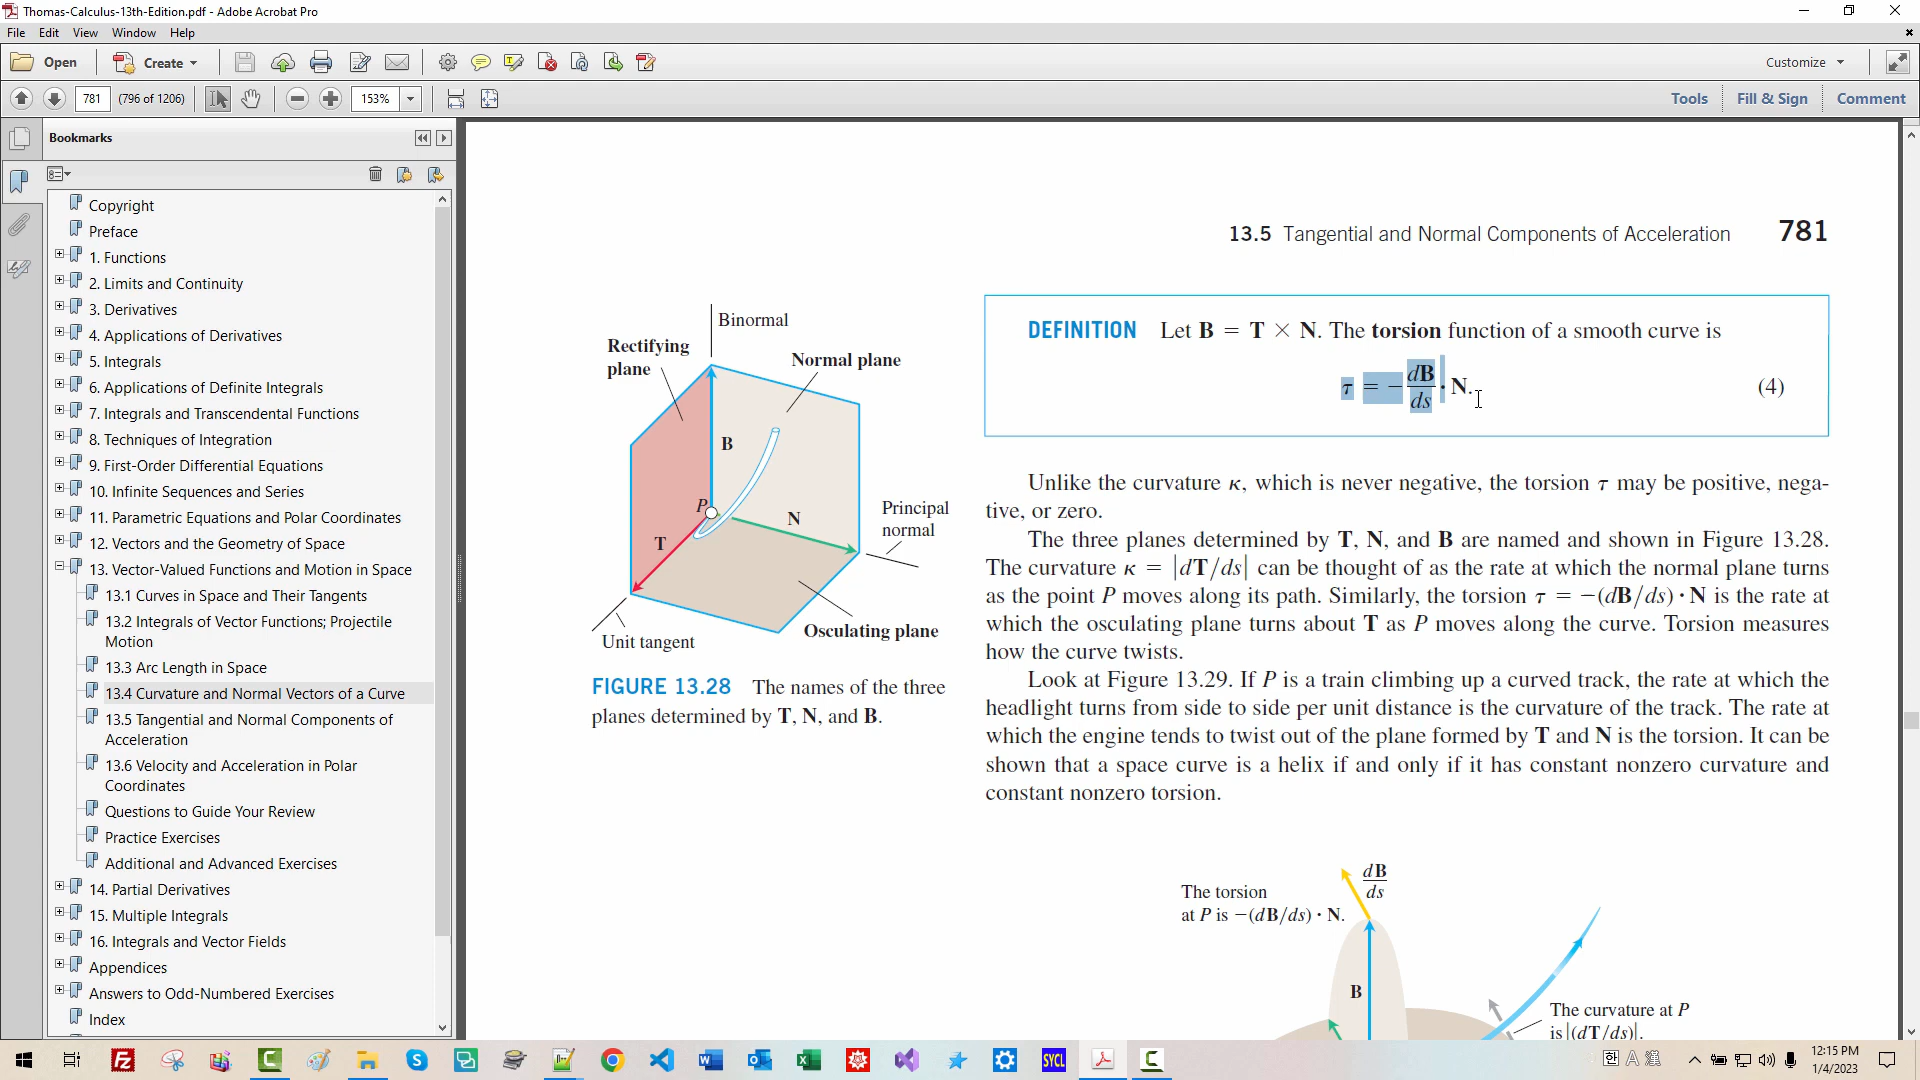 Thomas-Calculus-13th-Edition.pdf - Adobe Acrobat Pro
File Edit View Window Help
Open Create Customize
781 (796 of 1206) 153% Tools Fill & Sign Comment
Bookmarks
Copyright
Preface
1. Functions
2. Limits and Continuity
3. Derivatives
4. Applications of Derivatives
5. Integrals
6. Applications of Definite Integrals
7. Integrals and Transcendental Functions
8. Techniques of Integration
9. First-Order Differential Equations
10. Infinite Sequences and Series
11. Parametric Equations and Polar Coordinates
12. Vectors and the Geometry of Space
13. Vector-Valued Functions and Motion in Space
13.1 Curves in Space and Their Tangents
13.2 Integrals of Vector Functions; Projectile
Motion
13.3 Arc Length in Space
13.4 Curvature and Normal Vectors of a Curve
13.5 Tangential and Normal Components of
Acceleration
13.6 Velocity and Acceleration in Polar
Coordinates
Questions to Guide Your Review
Practice Exercises
Additional and Advanced Exercises
14. Partial Derivatives
15. Multiple Integrals
16. Integrals and Vector Fields
Appendices
Answers to Odd-Numbered Exercises
Index
13.5 Tangential and Normal Components of Acceleration 781
Binormal
Rectifying
plane
Normal plane
B
P
N
T
Principal
normal
Unit tangent
Osculating plane
FIGURE 13.28 The names of the three
planes determined by T, N, and B.
DEFINITION Let B = T × N. The torsion function of a smooth curve is
τ = −dB/ds · N. (4)
Unlike the curvature κ, which is never negative, the torsion τ may be positive, nega-
tive, or zero.
The three planes determined by T, N, and B are named and shown in Figure 13.28.
The curvature κ = |dT/ds| can be thought of as the rate at which the normal plane turns
as the point P moves along its path. Similarly, the torsion τ = −(dB/ds) · N is the rate at
which the osculating plane turns about T as P moves along the curve. Torsion measures
how the curve twists.
Look at Figure 13.29. If P is a train climbing up a curved track, the rate at which the
headlight turns from side to side per unit distance is the curvature of the track. The rate at
which the engine tends to twist out of the plane formed by T and N is the torsion. It can be
shown that a space curve is a helix if and only if it has constant nonzero curvature and
constant nonzero torsion.
dB
ds
The torsion
at P is −(dB/ds) · N.
B
The curvature at P
is |(dT/ds)|.
SYCL
한 A 漢
12:15 PM
1/4/2023